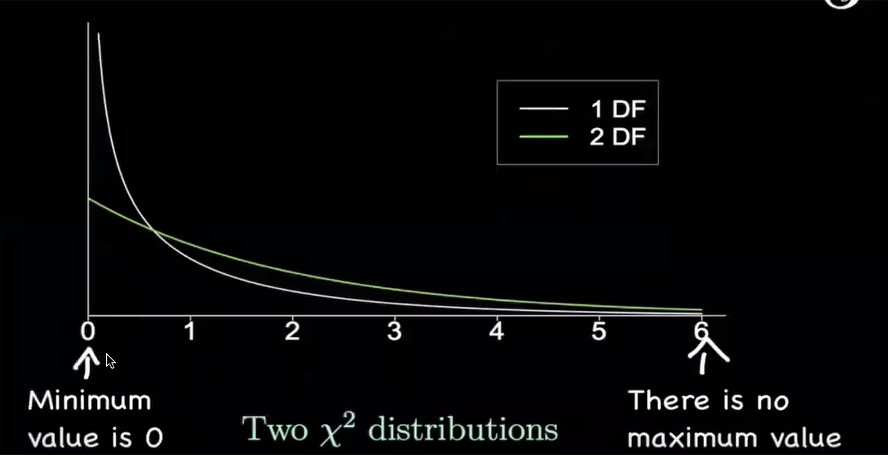 1 DF
2 DF
0 1 2 3 4 5 6
Minimum
value is 0
Two χ² distributions
There is no
maximum value